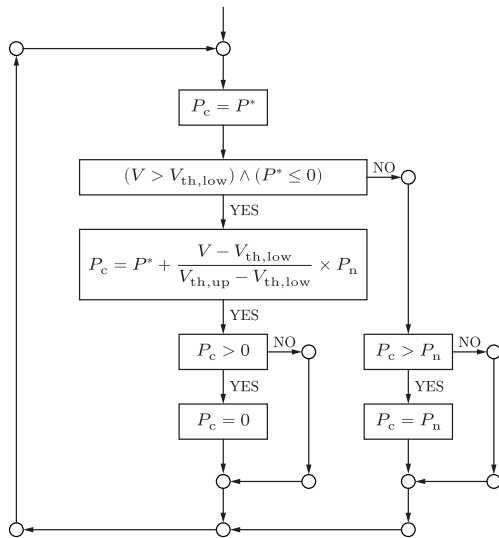 P_c = P*
(V > V_th,low) ∧ (P* ≤ 0)
NO
YES
P_c = P* + (V − V_th,low)/(V_th,up − V_th,low) × P_n
YES
P_c > 0
NO
P_c > P_n
NO
YES
YES
P_c = 0
P_c = P_n